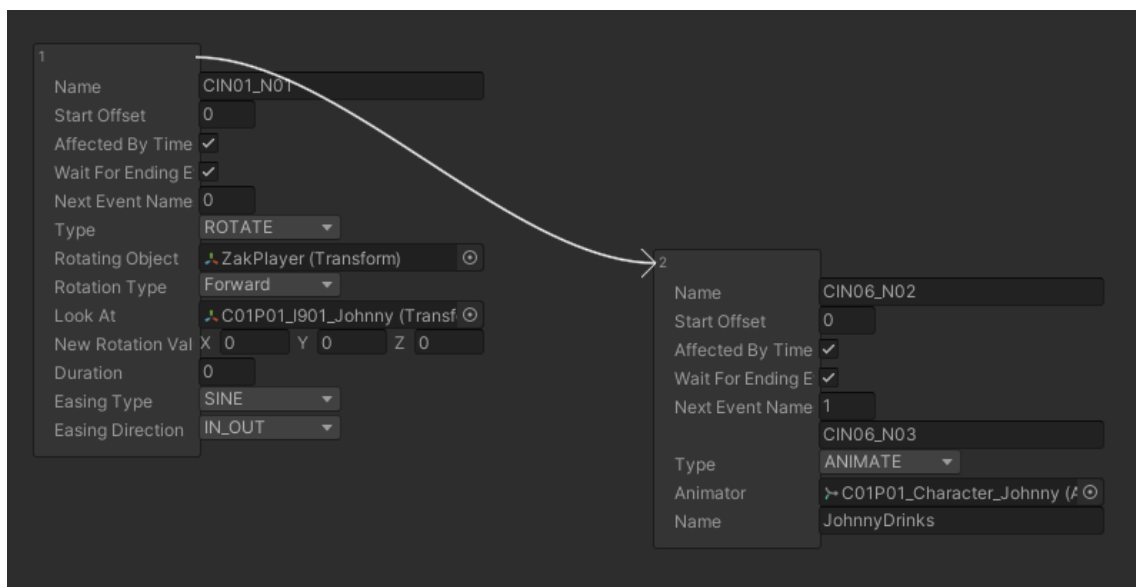 1
Name CIN01_N01
Start Offset 0
Affected By Time
Wait For Ending E
Next Event Name 0
Type ROTATE
Rotating Object ZakPlayer (Transform)
Rotation Type Forward
Look At C01P01_I901_Johnny (Transf
New Rotation Val X 0 Y 0 Z 0
Duration 0
Easing Type SINE
Easing Direction IN_OUT
2
Name CIN06_N02
Start Offset 0
Affected By Time
Wait For Ending E
Next Event Name 1
CIN06_N03
Type ANIMATE
Animator C01P01_Character_Johnny (A
Name JohnnyDrinks